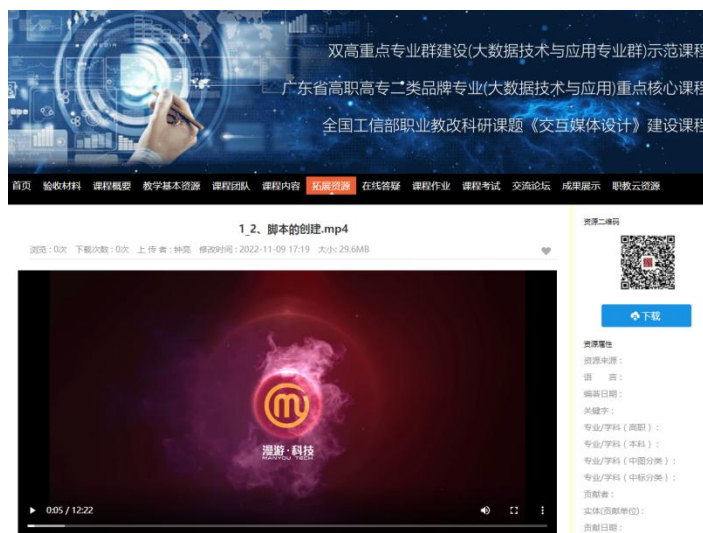 双高重点专业群建设(大数据技术与应用专业群)示范课程
广东省高职高专二类品牌专业(大数据技术与应用)重点核心课程
全国工信部职业教改科研课题《交互媒体设计》建设课程
首页 验收材料 课程概要 教学基本资源 课程团队 课程内容 拓展资源 在线答疑 课程作业 课程考试 交流论坛 成果展示 职教云资源
1_2、脚本的创建.mp4
浏览：0次 下载次数：0次 上 传 者：钟亮 修改时间：2022-11-09 17:19 大小: 29.6MB
漫游·科技
MANYOU TECH
0:05 / 12:22
资源二维码
下载
资源属性
资源来源：
语 言：
编著日期：
关键字：
专业/学科（高职）：
专业/学科（本科）：
专业/学科（中图分类）：
专业/学科（中标分类）：
贡献者：
实体(贡献单位)：
贡献日期：